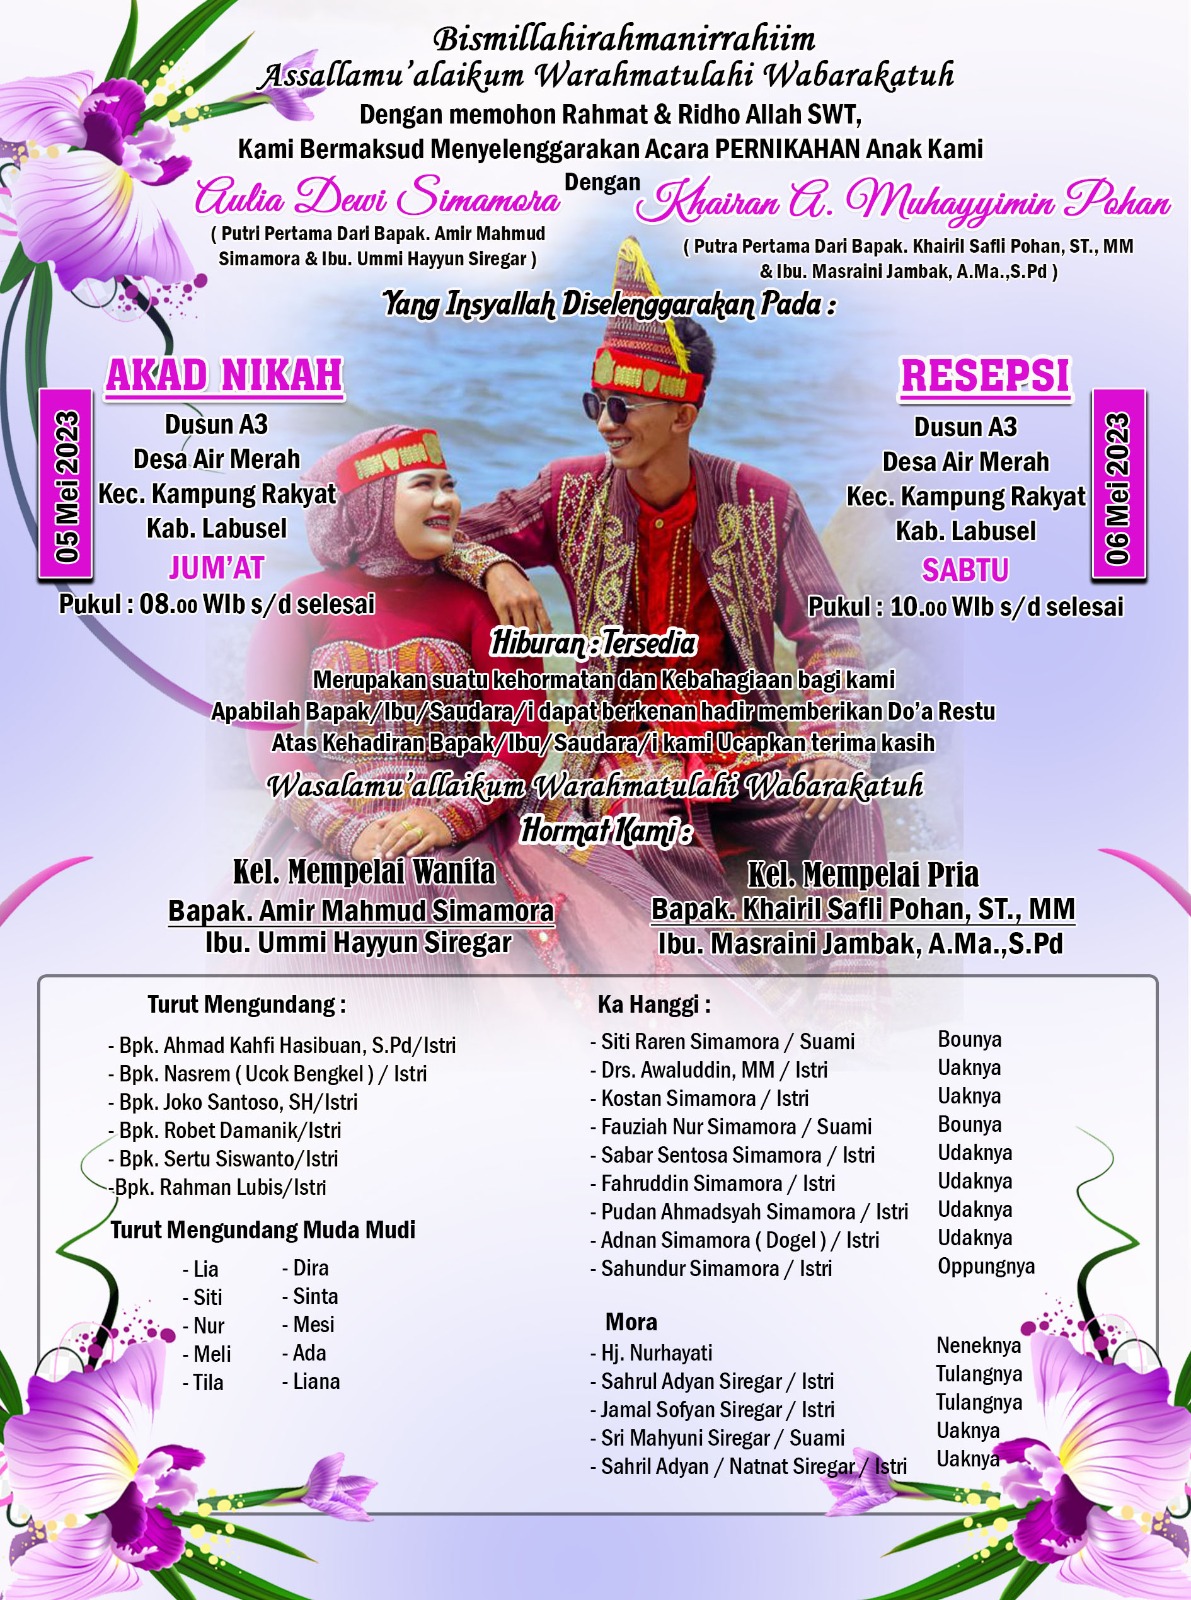 Bismillahirahmanirrahiim
Assallamu'alaikum Warahmatulahi Wabarakatuh
Dengan memohon Rahmat & Ridho Allah SWT,
Kami Bermaksud Menyelenggarakan Acara PERNIKAHAN Anak Kami
Aulia Dewi Simamora
Dengan
Khairan A. Muhayyimin Pohan
( Putri Pertama Dari Bapak. Amir Mahmud
Simamora & Ibu. Ummi Hayyun Siregar )
( Putra Pertama Dari Bapak. Khairil Safli Pohan, ST., MM
& Ibu. Masraini Jambak, A.Ma.,S.Pd )
Yang Insyallah Diselenggarakan Pada :
AKAD NIKAH
05 Mei 2023
Dusun A3
Desa Air Merah
Kec. Kampung Rakyat
Kab. Labusel
JUM'AT
Pukul : 08.00 WIb s/d selesai
RESEPSI
06 Mei 2023
Dusun A3
Desa Air Merah
Kec. Kampung Rakyat
Kab. Labusel
SABTU
Pukul : 10.00 WIb s/d selesai
Hiburan : Tersedia
Merupakan suatu kehormatan dan Kebahagiaan bagi kami
Apabilah Bapak/Ibu/Saudara/i dapat berkenan hadir memberikan Do'a Restu
Atas Kehadiran Bapak/Ibu/Saudara/i kami Ucapkan terima kasih
Wasalamu'allaikum Warahmatulahi Wabarakatuh
Hormat Kami :
Kel. Mempelai Wanita
Bapak. Amir Mahmud Simamora
Ibu. Ummi Hayyun Siregar
Kel. Mempelai Pria
Bapak. Khairil Safli Pohan, ST., MM
Ibu. Masraini Jambak, A.Ma.,S.Pd
Turut Mengundang :
- Bpk. Ahmad Kahfi Hasibuan, S.Pd/Istri
- Bpk. Nasrem ( Ucok Bengkel ) / Istri
- Bpk. Joko Santoso, SH/Istri
- Bpk. Robet Damanik/Istri
- Bpk. Sertu Siswanto/Istri
-Bpk. Rahman Lubis/Istri
Turut Mengundang Muda Mudi
- Lia
- Siti
- Nur
- Meli
- Tila
- Dira
- Sinta
- Mesi
- Ada
- Liana
Ka Hanggi :
- Siti Raren Simamora / Suami Bounya
- Drs. Awaluddin, MM / Istri Uaknya
- Kostan Simamora / Istri Uaknya
- Fauziah Nur Simamora / Suami Bounya
- Sabar Sentosa Simamora / Istri Udaknya
- Fahruddin Simamora / Istri Udaknya
- Pudan Ahmadsyah Simamora / Istri Udaknya
- Adnan Simamora ( Dogel ) / Istri Udaknya
- Sahundur Simamora / Istri Oppungnya
Mora
- Hj. Nurhayati Neneknya
- Sahrul Adyan Siregar / Istri Tulangnya
- Jamal Sofyan Siregar / Istri Tulangnya
- Sri Mahyuni Siregar / Suami Uaknya
- Sahril Adyan / Natnat Siregar / Istri Uaknya